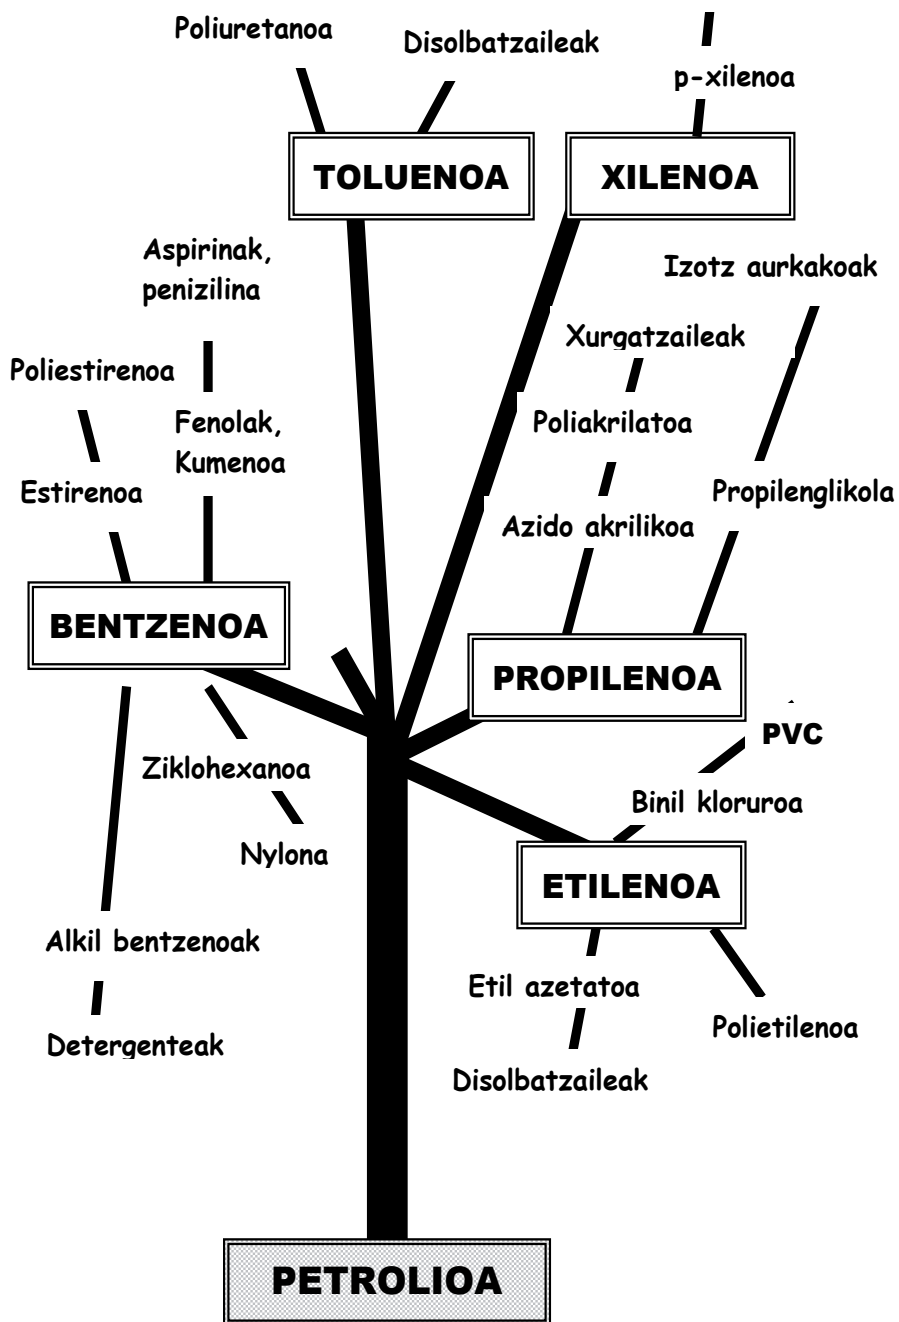 Poliuretanoa
Disolbatzaileak
p-xilenoa
TOLUENOA
XILENOA
Aspirinak,
penizilina
Izotz aurkakoak
Xurgatzaileak
Poliestirenoa
Fenolak,
Kumenoa
Poliakrilatoa
Estirenoa
Propilenglikola
Azido akrilikoa
BENTZENOA
PROPILENOA
PVC
Ziklohexanoa
Binil kloruroa
Nylona
ETILENOA
Alkil bentzenoak
Etil azetatoa
Polietilenoa
Detergenteak
Disolbatzaileak
PETROLIOA